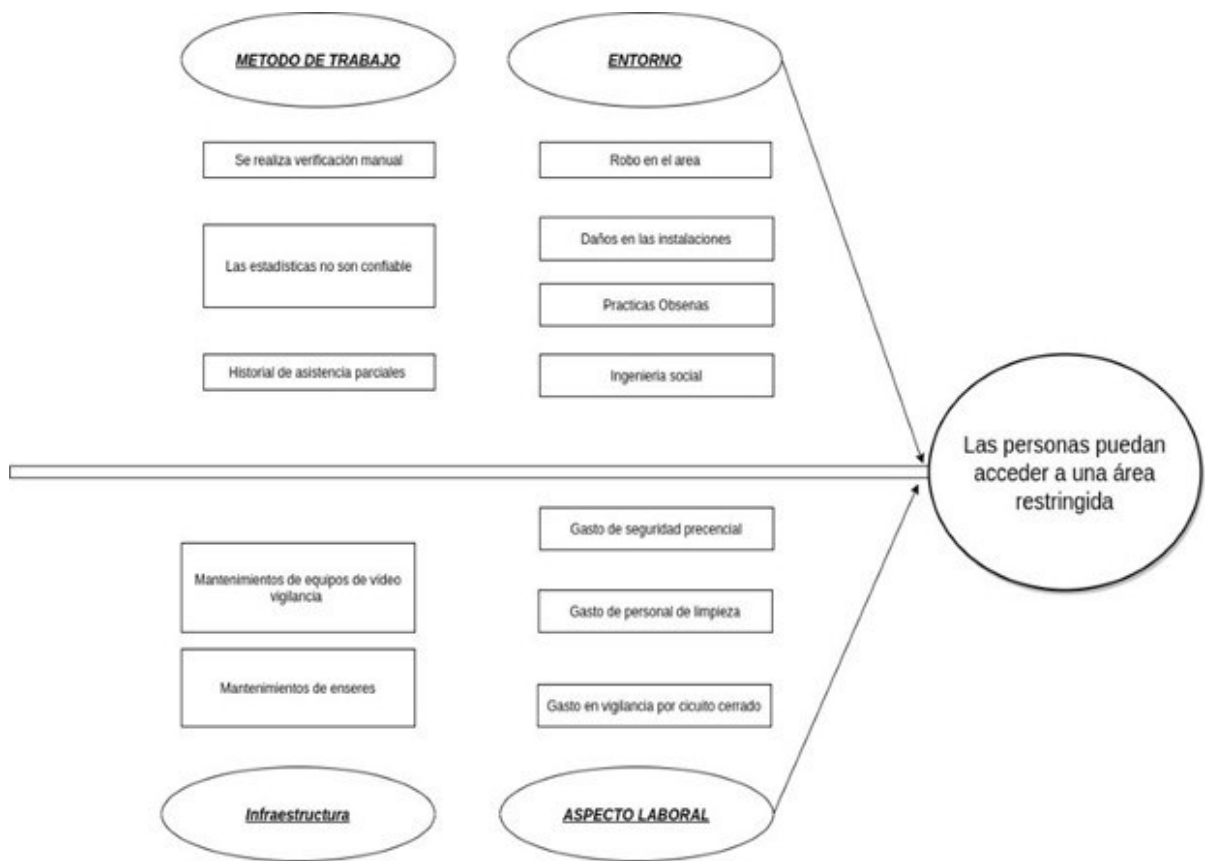 METODO DE TRABAJO
ENTORNO
Se realiza verificación manual
Robo en el area
Las estadísticas no son confiable
Daños en las instalaciones
Practicas Obsenas
Historial de asistencia parciales
Ingenieria social
Las personas puedan
acceder a una área
restringida
Gasto de seguridad precencial
Mantenimientos de equipos de video
vigilancia
Gasto de personal de limpieza
Mantenimientos de enseres
Gasto en vigilancia por cicuito cerrado
Infraestructura
ASPECTO LABORAL